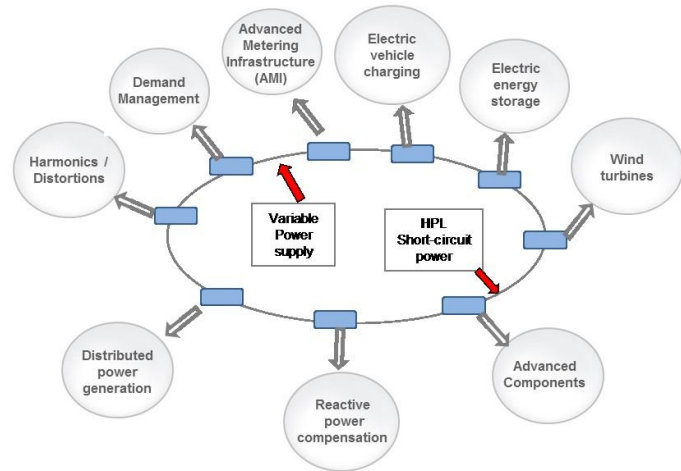 Advanced
Metering
Infrastructure
(AMI)
Electric
vehicle
charging
Electric
energy
storage
Demand
Management
Wind
turbines
Harmonics /
Distortions
Variable
Power
supply
HPL
Short-circuit
power
Distributed
power
generation
Reactive
power
compensation
Advanced
Components